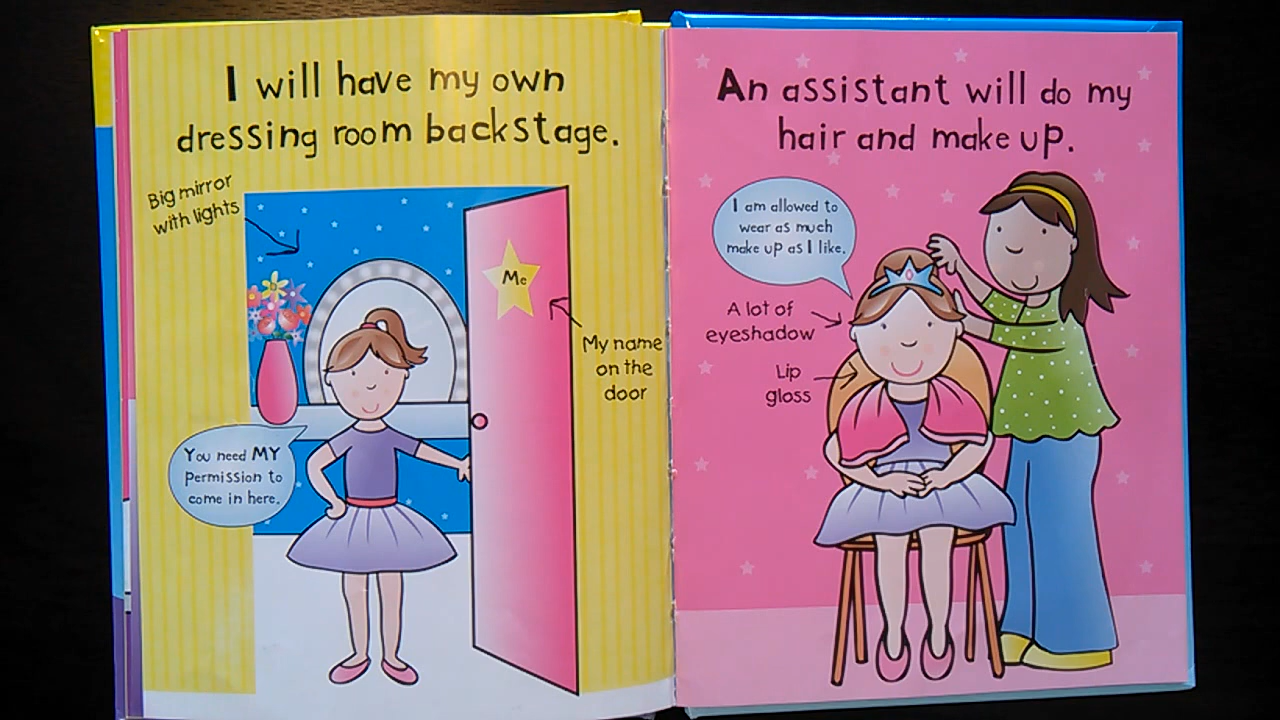 I will have my own
dressing room backstage.
Big mirror
with lights
Me
My name
on the
door
You need MY
permission to
come in here.
An assistant will do my
hair and make up.
I am allowed to
wear as much
make up as I like.
A lot of
eyeshadow
Lip
gloss